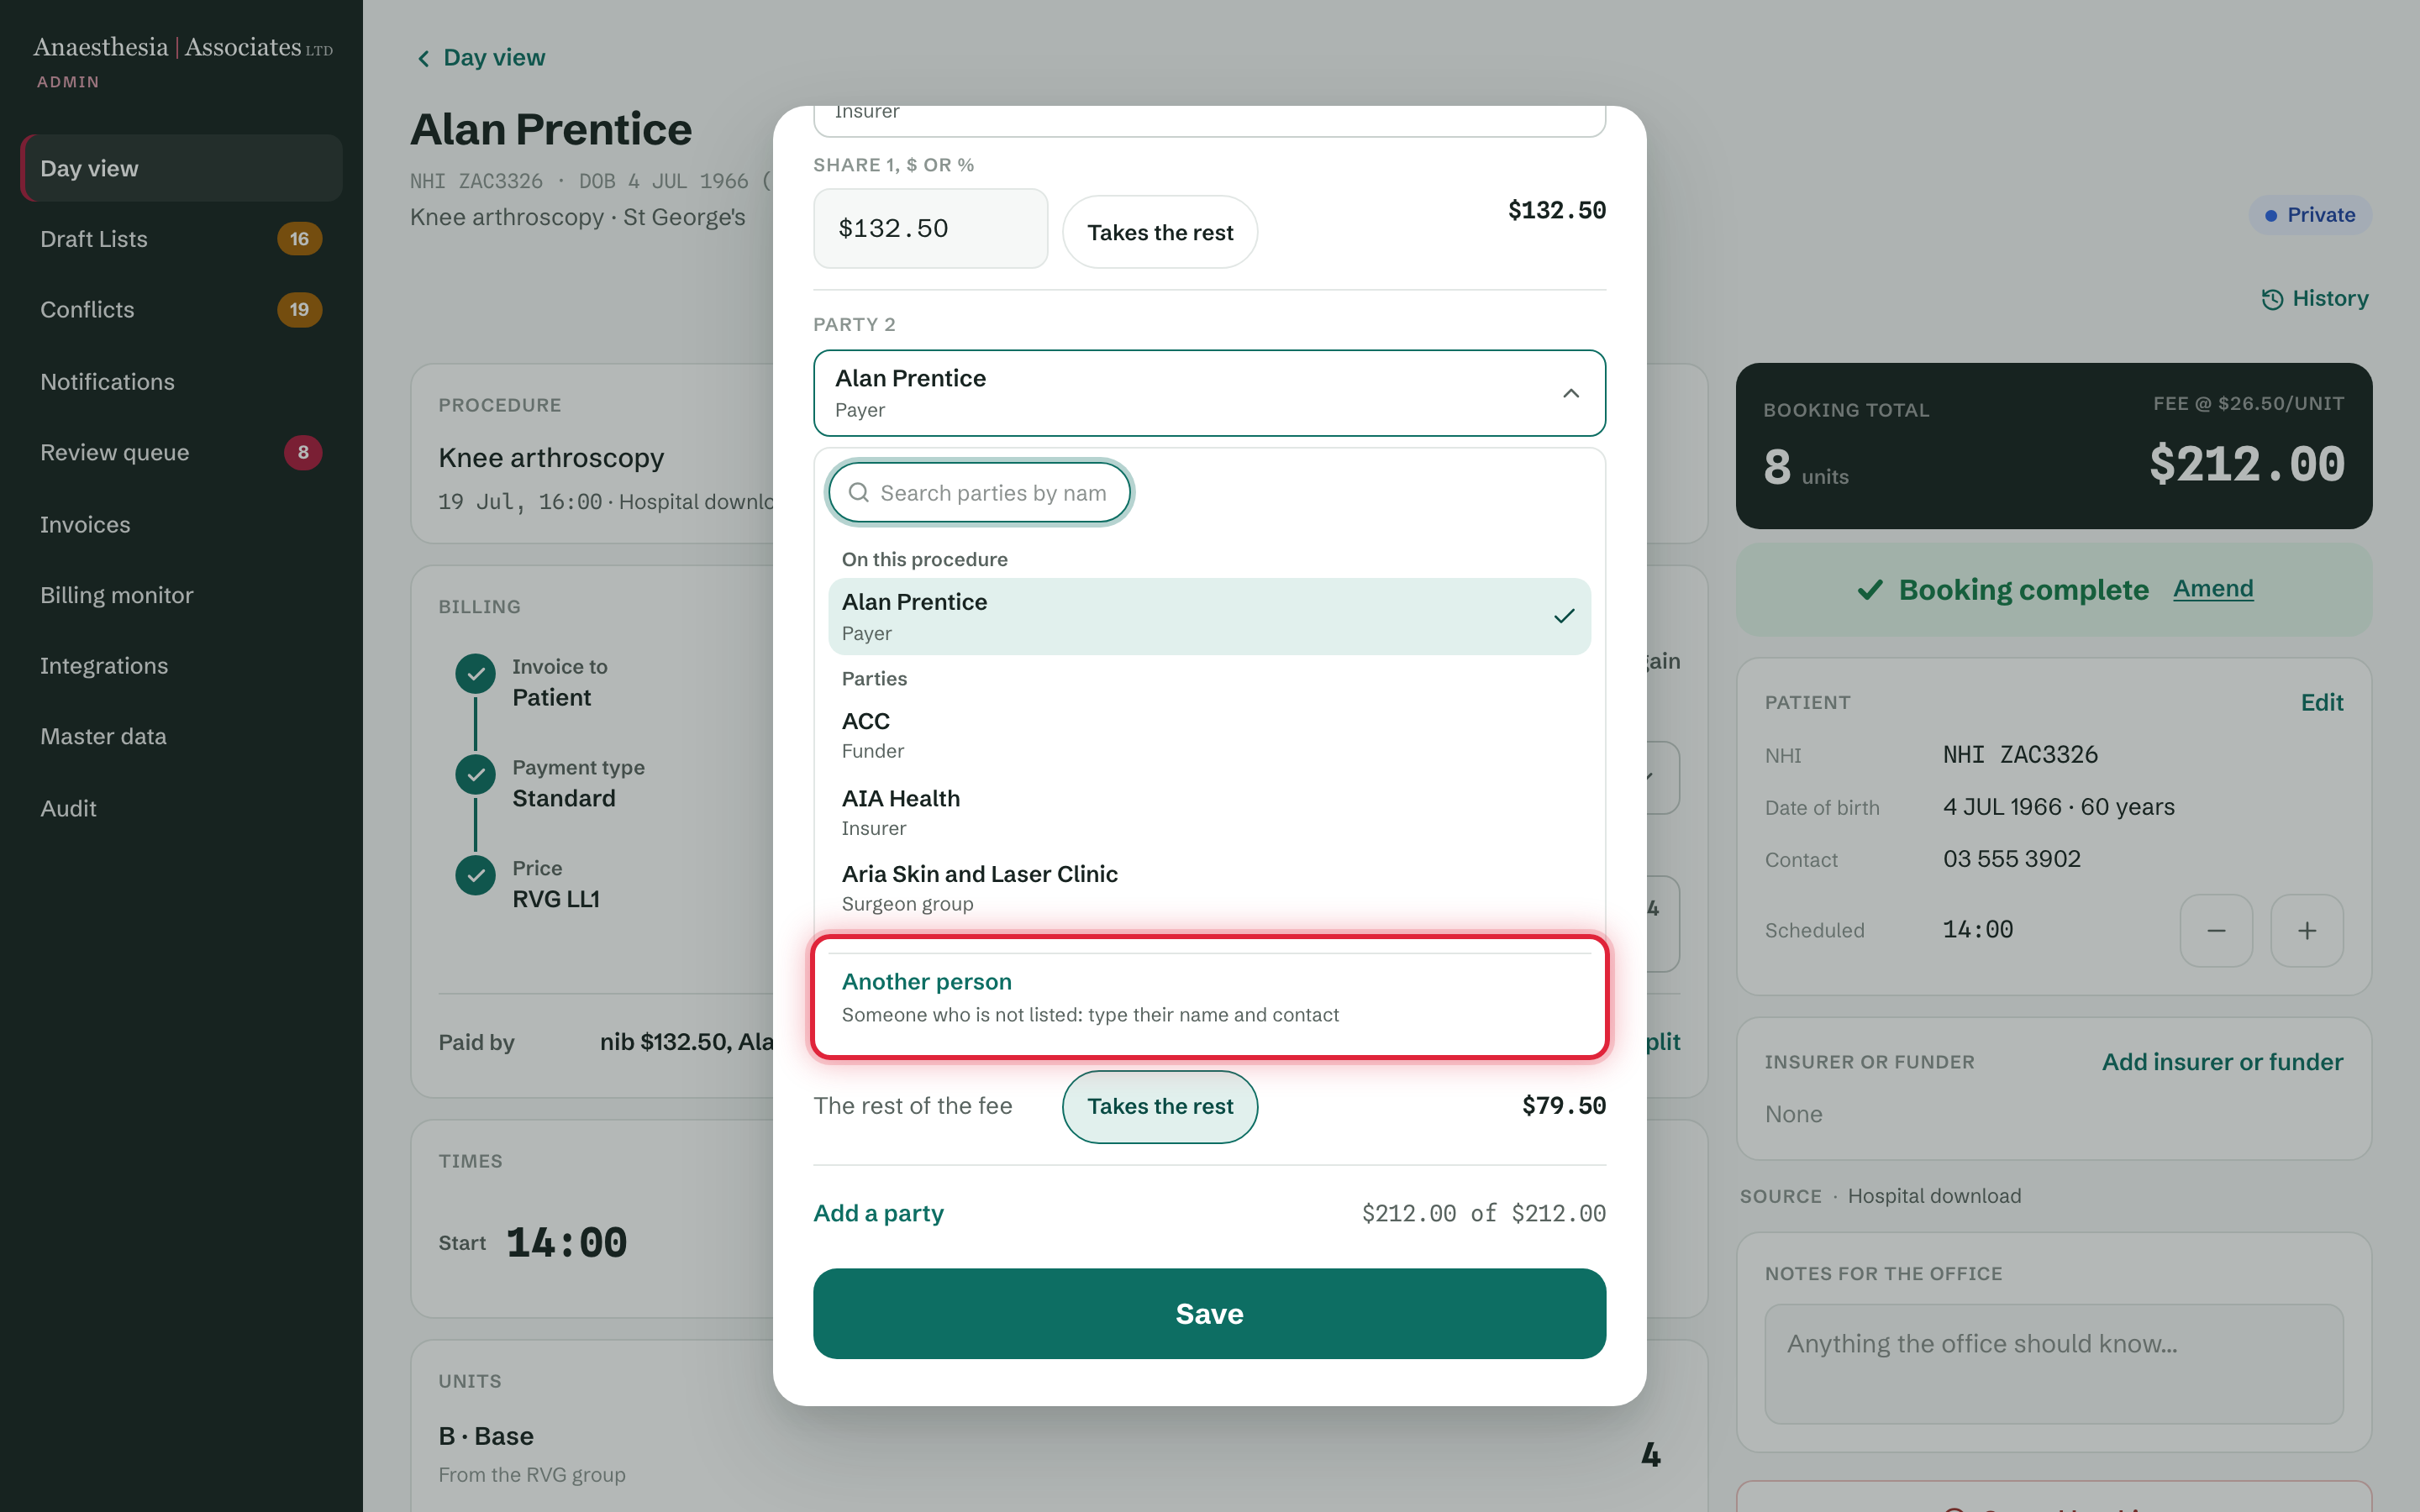 Anaesthesia | Associates LTD
ADMIN
Day view
Draft Lists 16
Conflicts 19
Notifications
Review queue 8
Invoices
Billing monitor
Integrations
Master data
Audit
Day view
Alan Prentice
NHI ZAC3326 · DOB 4 JUL 1966 (
Knee arthroscopy · St George's
Private
History
PROCEDURE
Knee arthroscopy
19 Jul, 16:00 · Hospital downlo
BILLING
Invoice to
Patient
Payment type
Standard
Price
RVG LL1
Paid by nib $132.50, Ala
TIMES
Start 14:00
UNITS
B · Base
From the RVG group
4
Insurer
SHARE 1, $ OR %
$132.50
Takes the rest
$132.50
PARTY 2
Alan Prentice
Payer
Search parties by nam
On this procedure
Alan Prentice
Payer
Parties
ACC
Funder
AIA Health
Insurer
Aria Skin and Laser Clinic
Surgeon group
Another person
Someone who is not listed: type their name and contact
The rest of the fee
Takes the rest
$79.50
Add a party
$212.00 of $212.00
Save
gain
4
plit
BOOKING TOTAL
FEE @ $26.50/UNIT
8 units
$212.00
Booking complete Amend
PATIENT
Edit
NHI NHI ZAC3326
Date of birth 4 JUL 1966 · 60 years
Contact 03 555 3902
Scheduled 14:00 − +
INSURER OR FUNDER
Add insurer or funder
None
SOURCE · Hospital download
NOTES FOR THE OFFICE
Anything the office should know...